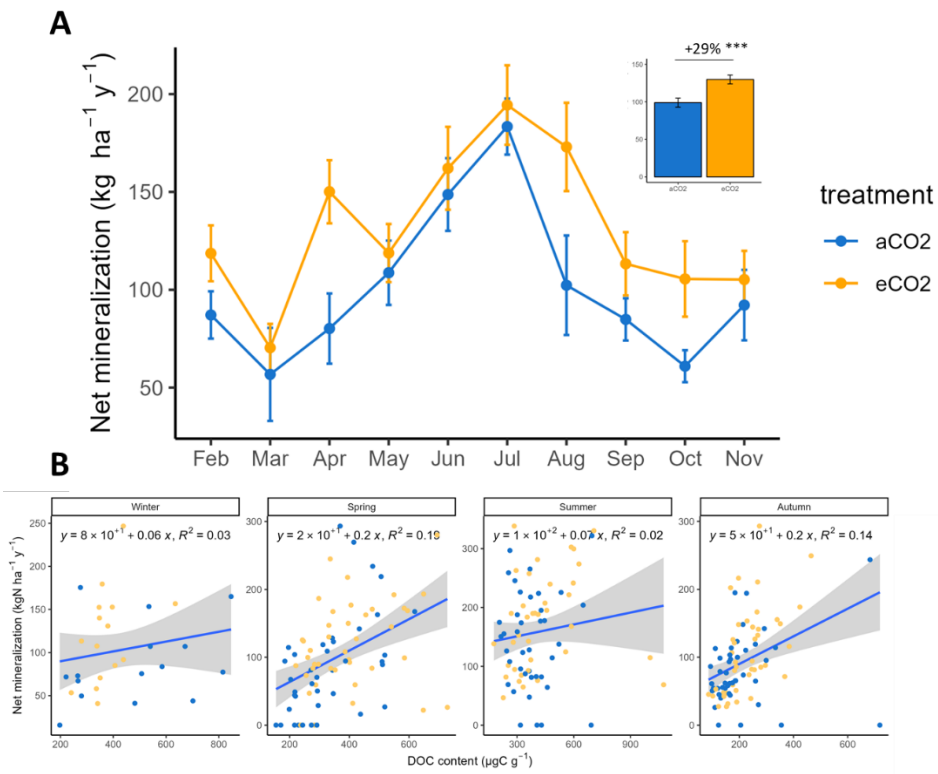 A
Net mineralization (kg ha⁻¹ y⁻¹)
200
150
100
50
Feb Mar Apr May Jun Jul Aug Sep Oct Nov
+29% ***
150
100
50
0
aCO2 eCO2
treatment
aCO2
eCO2
B
Net mineralization (kgN ha⁻¹ y⁻¹)
Winter
y = 8 × 10⁺¹ + 0.06 x, R² = 0.03
250
200
150
100
50
0
200 400 600 800
Spring
y = 2 × 10⁺¹ + 0.2 x, R² = 0.19
300
200
100
0
200 400 600
Summer
y = 1 × 10⁺² + 0.07 x, R² = 0.02
300
200
100
0
300 600 900
Autumn
y = 5 × 10⁺¹ + 0.2 x, R² = 0.14
300
200
100
0
200 400 600
DOC content (µgC g⁻¹)